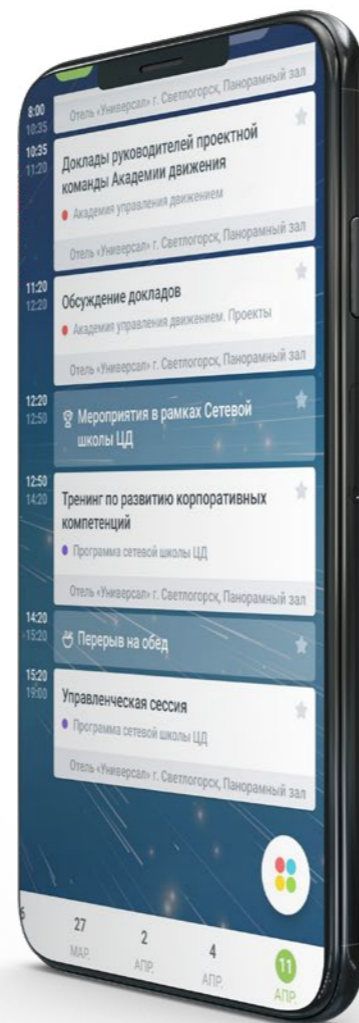 8:00
10:35
Отель «Универсал» г. Светлогорск, Панорамный зал
10:35
11:20
Доклады руководителей проектной
команды Академии движения
Академия управления движением
Отель «Универсал» г. Светлогорск, Панорамный зал
11:20
12:20
Обсуждение докладов
Академия управления движением. Проекты
Отель «Универсал» г. Светлогорск, Панорамный зал
12:20
12:50
Мероприятия в рамках Сетевой
школы ЦД
12:50
14:20
Тренинг по развитию корпоративных
компетенций
Программа сетевой школы ЦД
Отель «Универсал» г. Светлогорск, Панорамный зал
14:20
15:20
Перерыв на обед
15:20
19:00
Управленческая сессия
Программа сетевой школы ЦД
Отель «Универсал» г. Светлогорск, Панорамный зал
6 27 2 4 11
МАР. АПР. АПР. АПР.